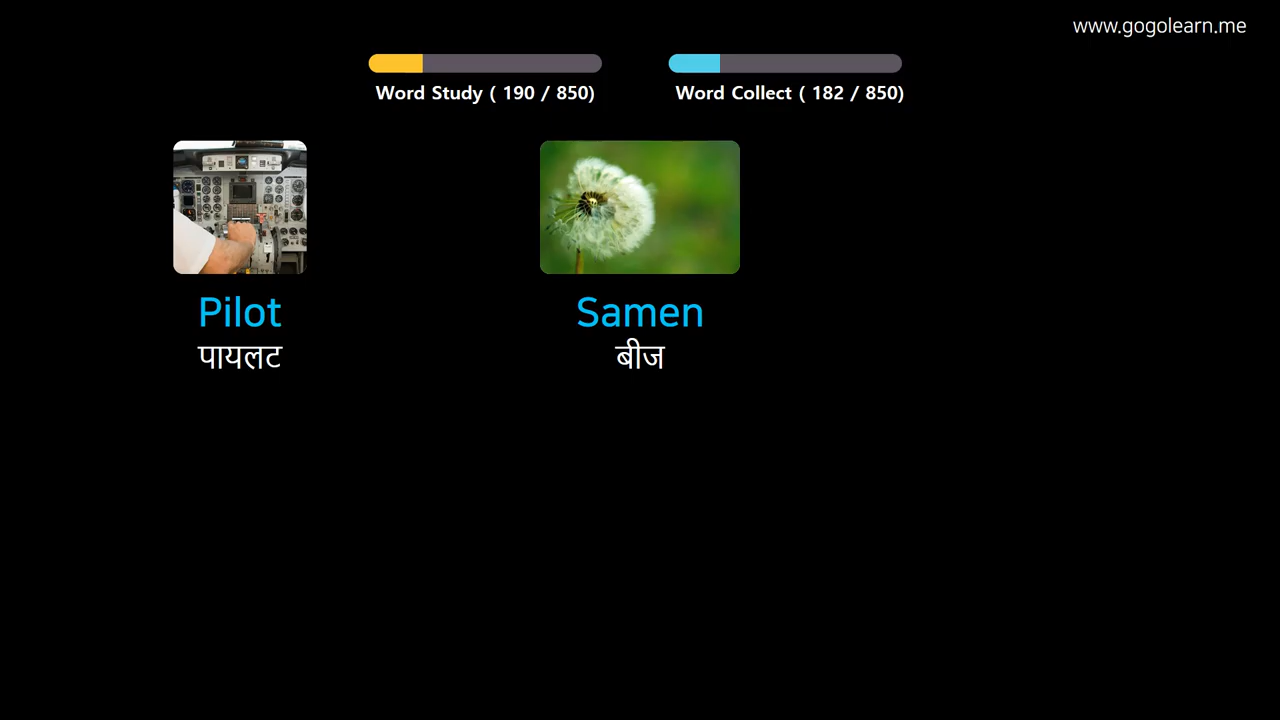 www.gogolearn.me
Word Study ( 190 / 850)
Word Collect ( 182 / 850)
Pilot
पायलट
Samen
बीज